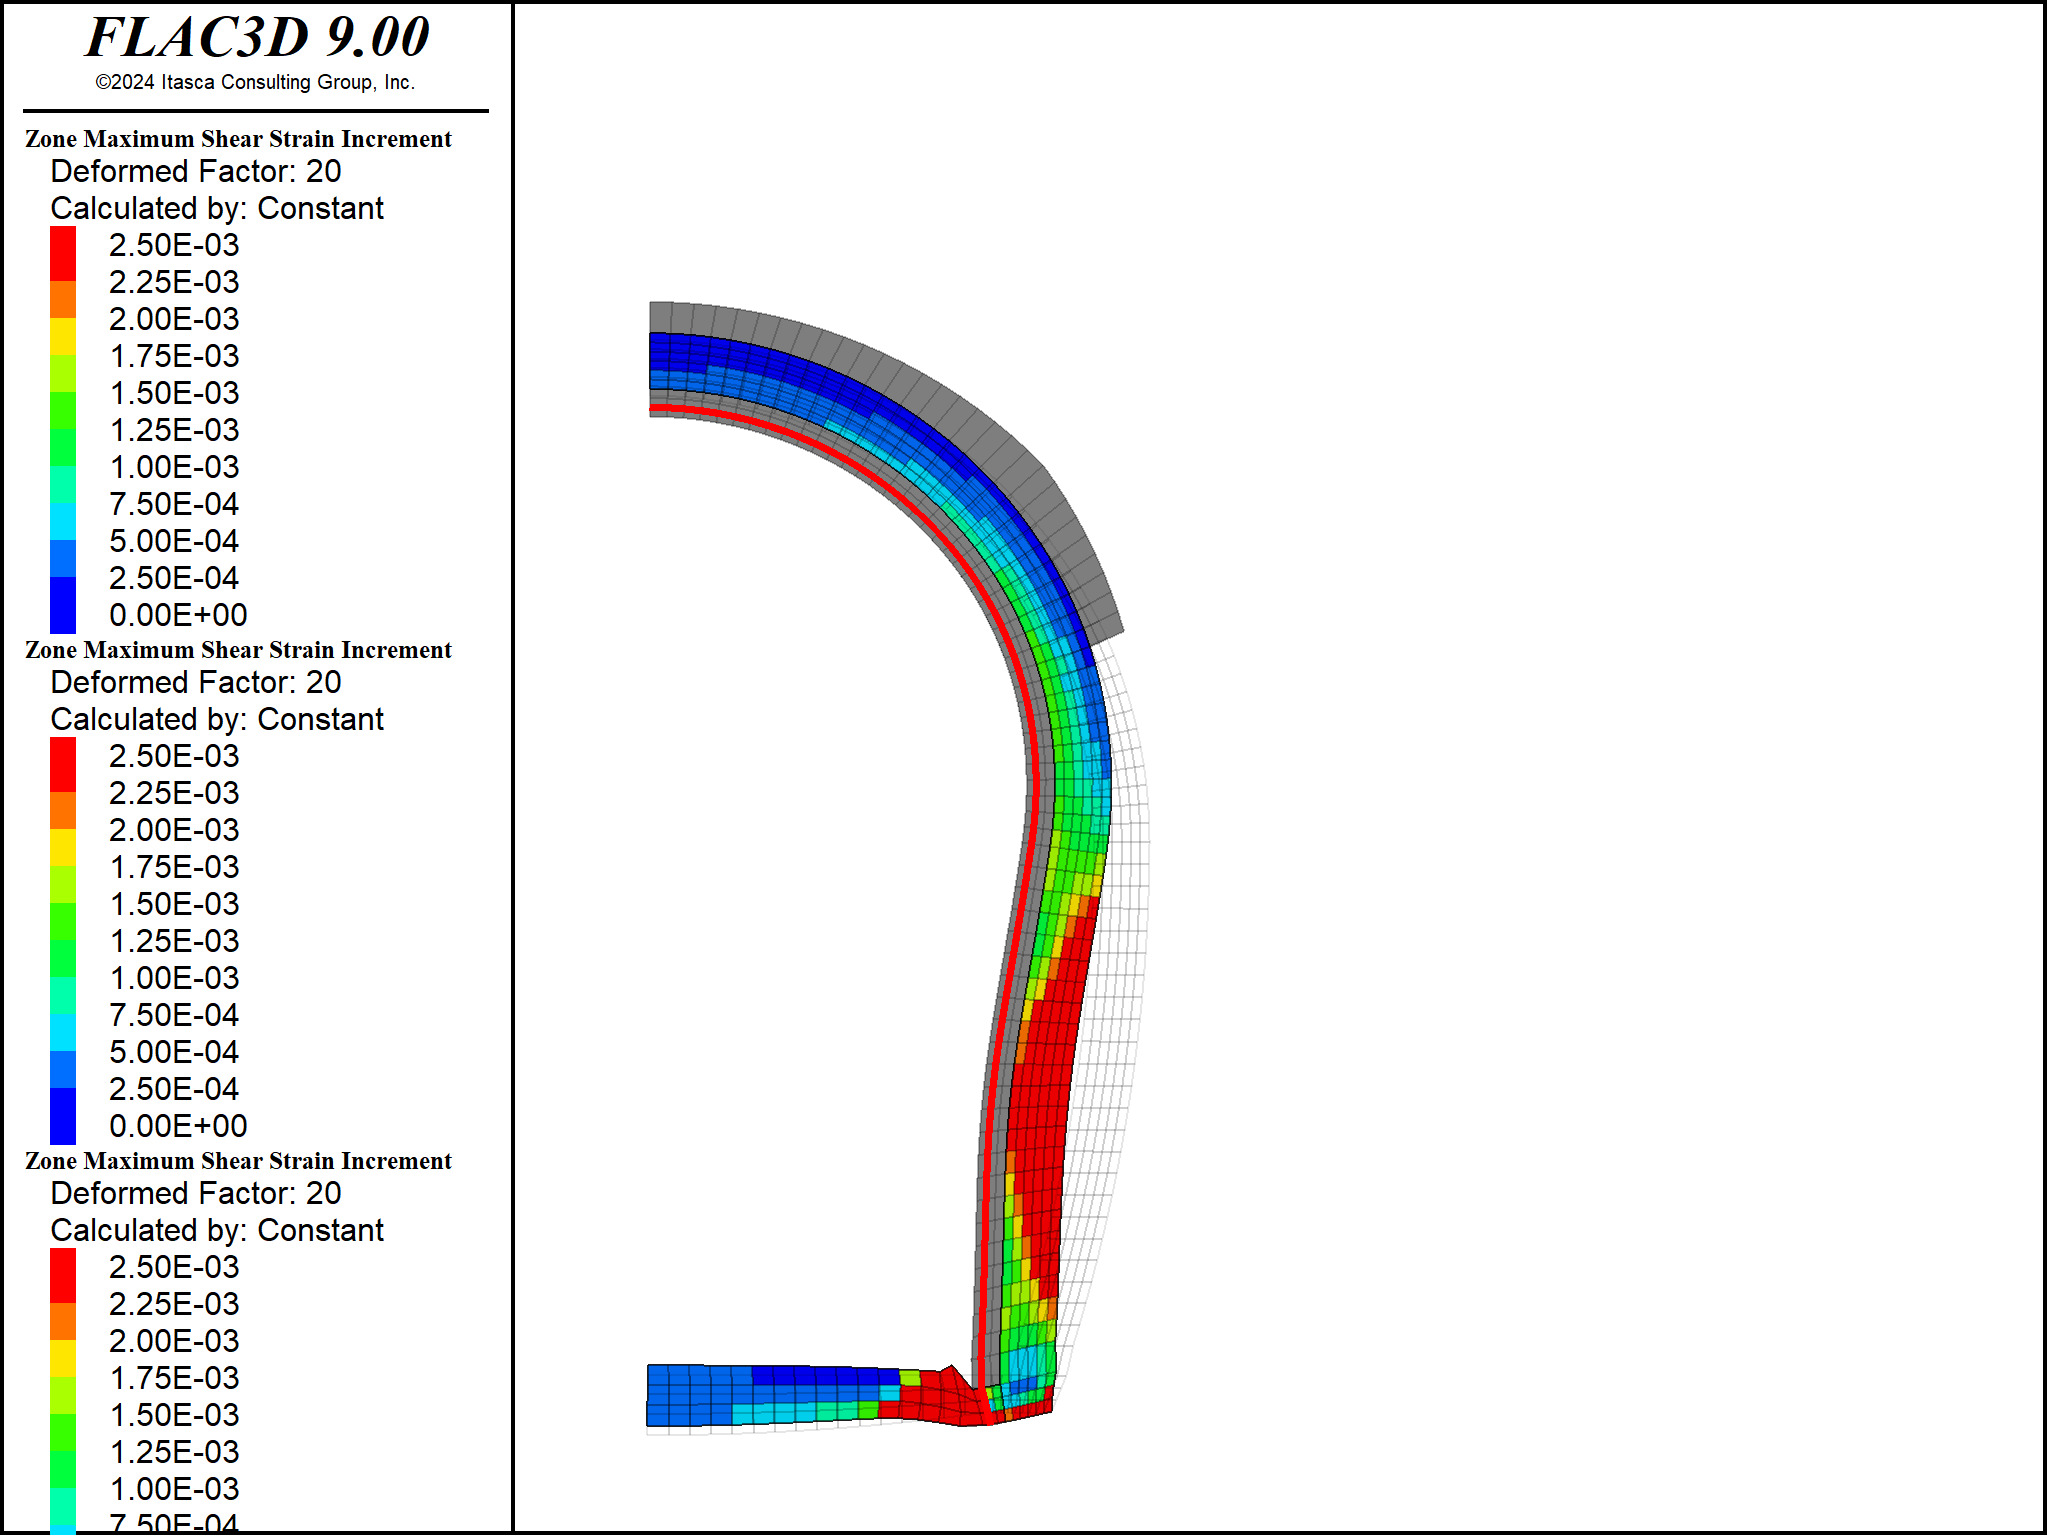 FLAC3D 9.00
©2024 Itasca Consulting Group, Inc.
Zone Maximum Shear Strain Increment
Deformed Factor: 20
Calculated by: Constant
2.50E-03
2.25E-03
2.00E-03
1.75E-03
1.50E-03
1.25E-03
1.00E-03
7.50E-04
5.00E-04
2.50E-04
0.00E+00
Zone Maximum Shear Strain Increment
Deformed Factor: 20
Calculated by: Constant
2.50E-03
2.25E-03
2.00E-03
1.75E-03
1.50E-03
1.25E-03
1.00E-03
7.50E-04
5.00E-04
2.50E-04
0.00E+00
Zone Maximum Shear Strain Increment
Deformed Factor: 20
Calculated by: Constant
2.50E-03
2.25E-03
2.00E-03
1.75E-03
1.50E-03
1.25E-03
1.00E-03
7.50E-04